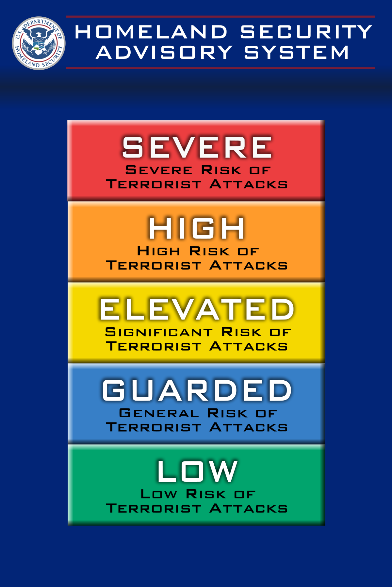 HOMELAND SECURITY
ADVISORY SYSTEM
SEVERE
SEVERE RISK OF
TERRORIST ATTACKS
HIGH
HIGH RISK OF
TERRORIST ATTACKS
ELEVATED
SIGNIFICANT RISK OF
TERRORIST ATTACKS
GUARDED
GENERAL RISK OF
TERRORIST ATTACKS
LOW
LOW RISK OF
TERRORIST ATTACKS